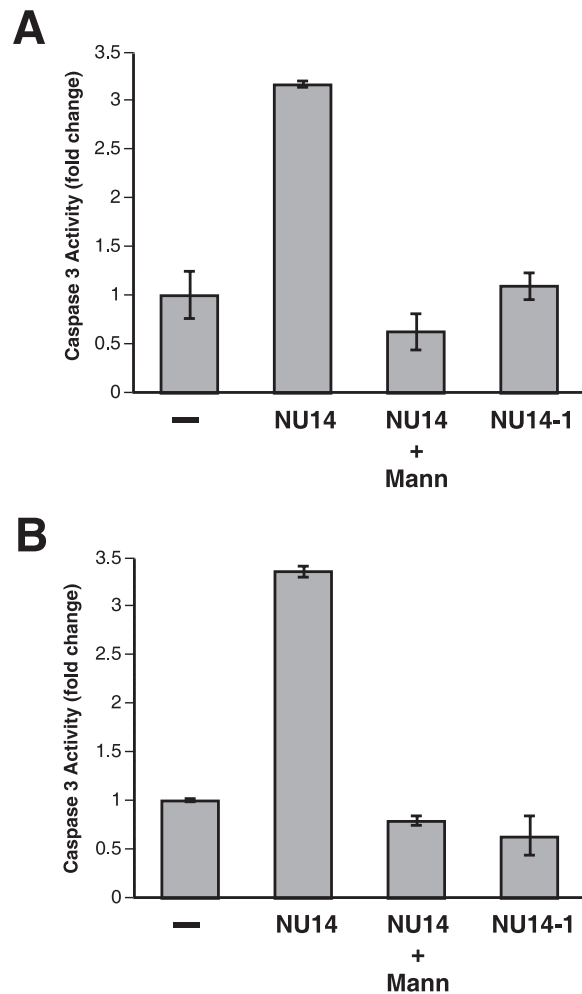 A
Caspase 3 Activity (fold change)
3.5
3
2.5
2
1.5
1
0.5
0
— NU14 NU14 NU14-1
+
Mann
B
Caspase 3 Activity (fold change)
3.5
3
2.5
2
1.5
1
0.5
0
— NU14 NU14 NU14-1
+
Mann